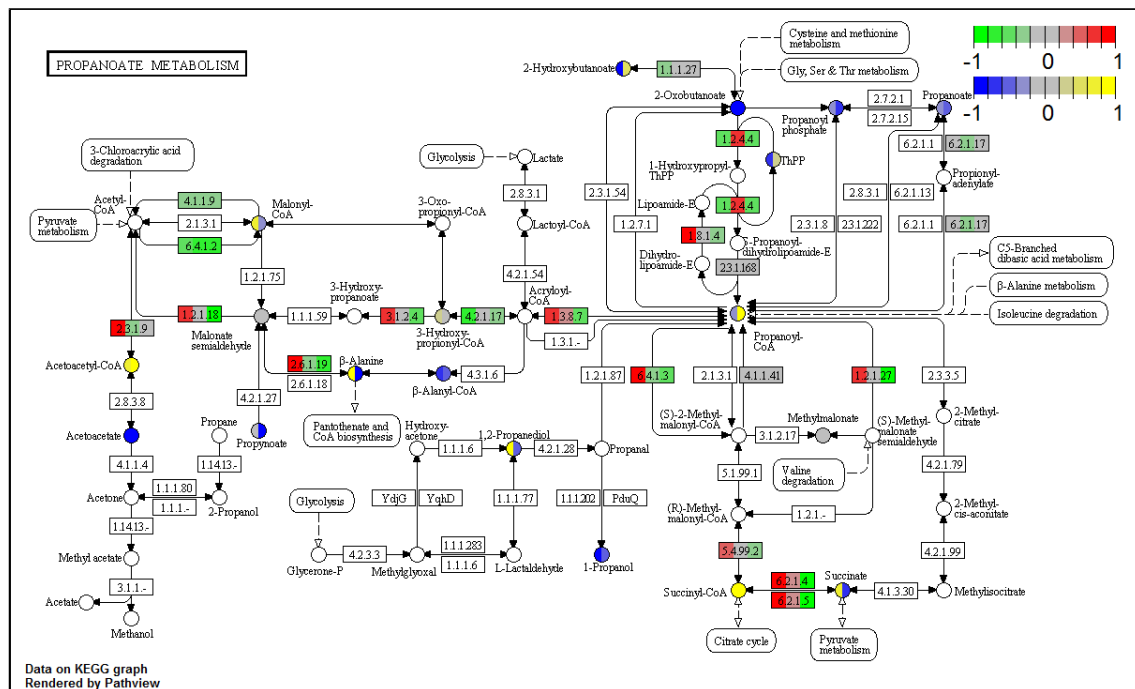 PROPANOATE METABOLISM
Cysteine and methionine
metabolism
-1
0
1
-1
0
1
2-Hydroxybutanoate
1.1.1.27
Gly, Ser & Thr metabolism
2-Oxobutanoate
Propanoyl
phosphate
2.7.2.1
2.7.2.15
Propanoate
3-Chloroacrylic acid
degradation
Glycolysis
Lactate
1.2.4.4
ThPP
1-Hydroxypropyl-
ThPP
6.2.1.1
6.2.1.17
Propionyl-
adenylate
Acetyl-
CoA
4.1.1.9
Malonyl-
CoA
2.8.3.1
2.3.1.54
2.8.3.1
6.2.1.13
Pyruvate
metabolism
2.1.3.1
3-Oxo-
propionyl-CoA
Lactoyl-CoA
1.2.7.1
Lipoamide-E
1.2.4.4
2.3.1.8
2.3.1.222
6.2.1.1
6.2.1.17
6.4.1.2
1.8.1.4
S-Propanoyl-
dihydrolipoamide-E
Dihydro-
lipoamide-E
2.3.1.168
C5-Branched
dibasic acid metabolism
1.2.1.75
4.2.1.54
β-Alanine metabolism
3-Hydroxy-
propanoate
Acryloyl-
CoA
Isoleucine degradation
1.2.1.18
Malonate
semialdehyde
1.1.1.59
3.1.2.4
3-Hydroxy-
propionyl-CoA
4.2.1.17
1.3.8.7
1.3.1.-
Propanoyl-
CoA
2.3.1.9
Acetoacetyl-CoA
2.6.1.19
2.6.1.18
β-Alanine
β-Alanyl-CoA
4.3.1.6
1.2.1.87
6.4.1.3
2.1.3.1
4.1.1.41
1.2.1.27
2.3.3.5
2.8.3.8
4.2.1.27
Propane
Pantothenate and
CoA biosynthesis
(S)-2-Methyl-
malonyl-CoA
Methylmalonate
(S)-Methyl-
malonate
semialdehyde
2-Methyl-
citrate
Acetoacetate
Propynoate
Hydroxy-
acetone
1,2-Propanediol
1.1.1.6
4.2.1.28
Propanal
3.1.2.17
4.1.1.4
1.14.13.-
Valine
degradation
5.1.99.1
4.2.1.79
Acetone
1.1.1.80
1.1.1.-
2-Propanol
Glycolysis
YdjG
YqhD
1.1.1.77
1.1.1.202
PduQ
(R)-Methyl-
malonyl-CoA
1.2.1.-
2-Methyl-
cis-aconitate
1.14.13.-
Methyl acetate
4.2.3.3
1.1.1.283
1.1.1.6
Glycerone-P
Methylglyoxal
L-Lactaldehyde
1-Propanol
5.4.99.2
4.2.1.99
3.1.1.-
Acetate
Methanol
Succinyl-CoA
6.2.1.4
6.2.1.5
Succinate
4.1.3.30
Methylisocitrate
Citrate cycle
Pyruvate
metabolism
Data on KEGG graph
Rendered by Pathview